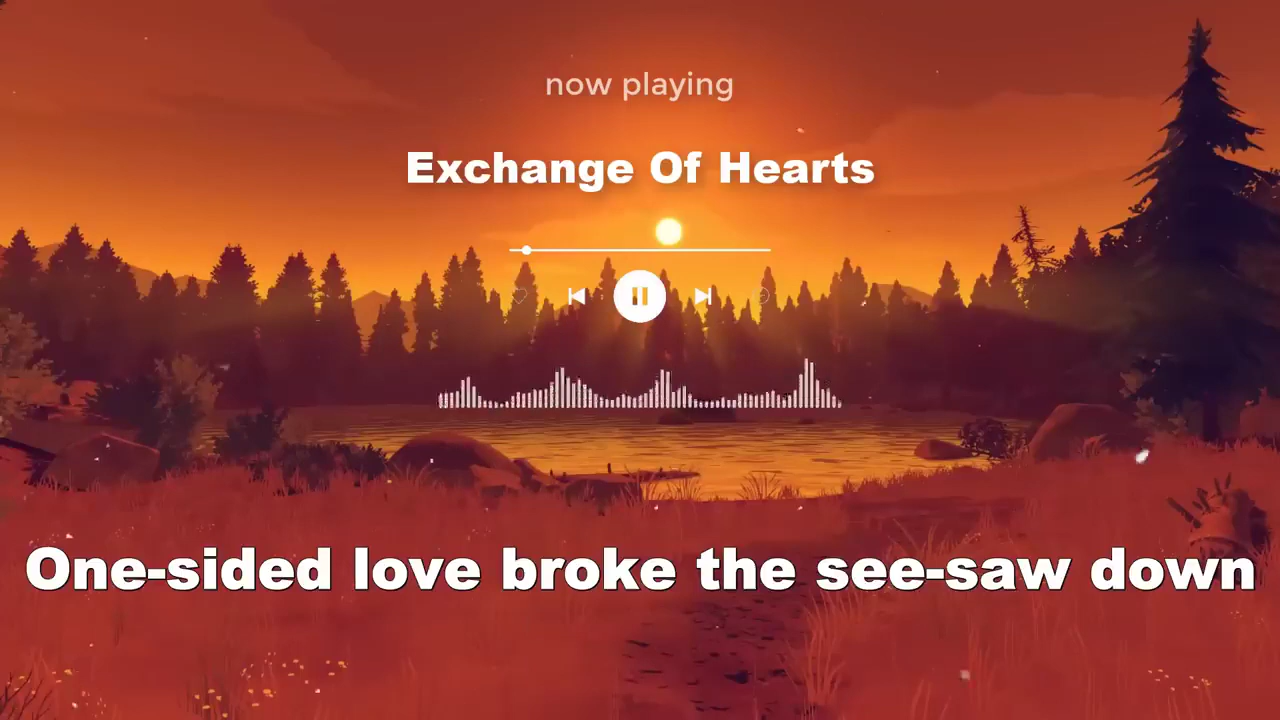 now playing
Exchange Of Hearts
One-sided love broke the see-saw down